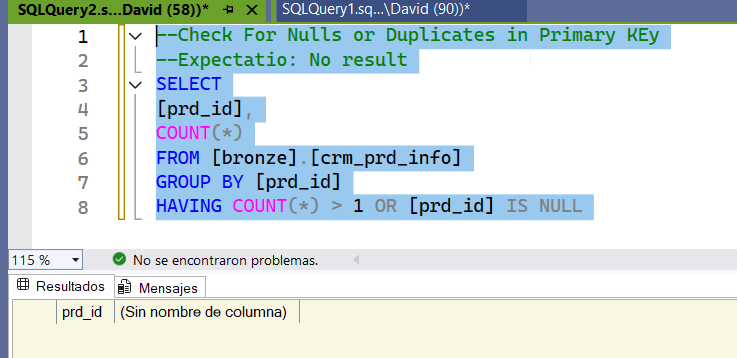 SQLQuery2.s...David (58))*
SQLQuery1.sq...\David (90))*
1 --Check For Nulls or Duplicates in Primary KEy
2 --Expectatio: No result
3 SELECT
4 [prd_id],
5 COUNT(*)
6 FROM [bronze].[crm_prd_info]
7 GROUP BY [prd_id]
8 HAVING COUNT(*) > 1 OR [prd_id] IS NULL
115 % No se encontraron problemas.
Resultados Mensajes
prd_id (Sin nombre de columna)